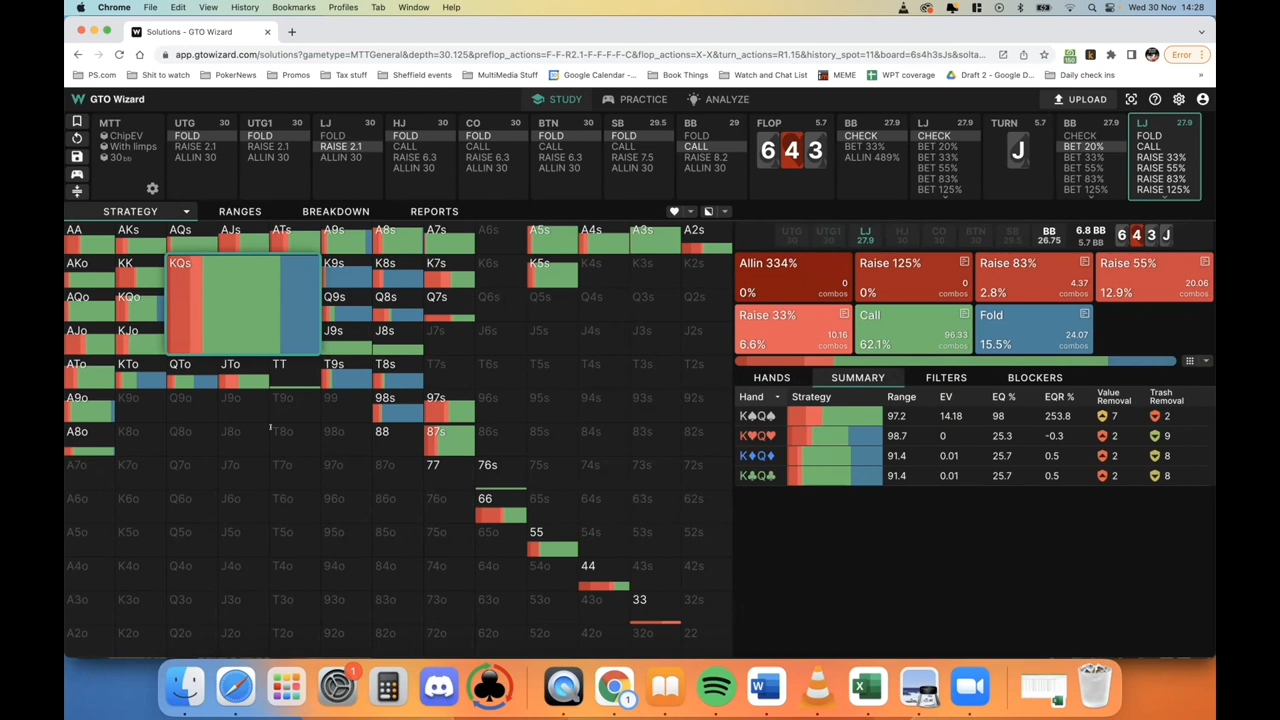 Chrome File Edit View History Bookmarks Profiles Tab Window Help Wed 30 Nov 14:28
Solutions - GTO Wizard
app.gtowizard.com/solutions?gametype=MTTGeneral&depth=30.125&preflop_actions=F-F-R2.1-F-F-F-F-C&flop_actions=X-X&turn_actions=R1.15&history_spot=11&board=6s4h3sJs&solta... Error
PS.com Shit to watch PokerNews Promos Tax stuff Sheffield events MultiMedia Stuff Google Calendar -... Book Things Watch and Chat List MEME WPT coverage Draft 2 - Google D... Daily check ins
GTO Wizard STUDY PRACTICE ANALYZE UPLOAD
MTT UTG 30 UTG1 30 LJ 30 HJ 30 CO 30 BTN 30 SB 29.5 BB 29 FLOP 5.7 BB 27.9 LJ 27.9 TURN 5.7 BB 27.9 LJ 27.9
ChipEV FOLD FOLD FOLD FOLD FOLD FOLD FOLD FOLD CHECK CHECK CHECK FOLD
With limps RAISE 2.1 RAISE 2.1 RAISE 2.1 CALL CALL CALL CALL CALL 6 4 3 BET 33% BET 20% J BET 20% CALL
30bb ALLIN 30 ALLIN 30 ALLIN 30 RAISE 6.3 RAISE 6.3 RAISE 6.3 RAISE 7.5 RAISE 8.2 ALLIN 489% BET 33% BET 33% RAISE 33%
ALLIN 30 ALLIN 30 ALLIN 30 ALLIN 30 ALLIN 30 BET 55% BET 55% RAISE 55%
BET 83% BET 83% RAISE 83%
BET 125% BET 125% RAISE 125%
STRATEGY RANGES BREAKDOWN REPORTS
AA AKs AQs AJs ATs A9s A8s A7s A6s A5s A4s A3s A2s
AKo KK KQs K9s K8s K7s K6s K5s K4s K3s K2s
AQo KQo Q9s Q8s Q7s Q6s Q5s Q4s Q3s Q2s
AJo KJo J9s J8s J7s J6s J5s J4s J3s J2s
ATo KTo QTo JTo TT T9s T8s T7s T6s T5s T4s T3s T2s
A9o K9o Q9o J9o T9o 99 98s 97s 96s 95s 94s 93s 92s
A8o K8o Q8o J8o T8o 98o 88 87s 86s 85s 84s 83s 82s
A7o K7o Q7o J7o T7o 97o 87o 77 76s 75s 74s 73s 72s
A6o K6o Q6o J6o T6o 96o 86o 76o 66 65s 64s 63s 62s
A5o K5o Q5o J5o T5o 95o 85o 75o 65o 55 54s 53s 52s
A4o K4o Q4o J4o T4o 94o 84o 74o 64o 54o 44 43s 42s
A3o K3o Q3o J3o T3o 93o 83o 73o 63o 53o 43o 33 32s
A2o K2o Q2o J2o T2o 92o 82o 72o 62o 52o 42o 32o 22
UTG 30 UTG1 30 LJ 27.9 HJ 30 CO 30 BTN 30 SB 29.5 BB 26.75 6.8 BB 5.7 BB 6 4 3 J
Allin 334% 0% 0 combos
Raise 125% 0% 0 combos
Raise 83% 2.8% 4.37 combos
Raise 55% 12.9% 20.06 combos
Raise 33% 6.6% 10.16 combos
Call 62.1% 96.33 combos
Fold 15.5% 24.07 combos
HANDS SUMMARY FILTERS BLOCKERS
Hand Strategy Range EV EQ % EQR % Value Removal Trash Removal
K♠Q♠ 97.2 14.18 98 253.8 7 2
K♥Q♥ 98.7 0 25.3 -0.3 2 9
K♦Q♦ 91.4 0.01 25.7 0.5 2 8
K♣Q♣ 91.4 0.01 25.7 0.5 2 8
1
1